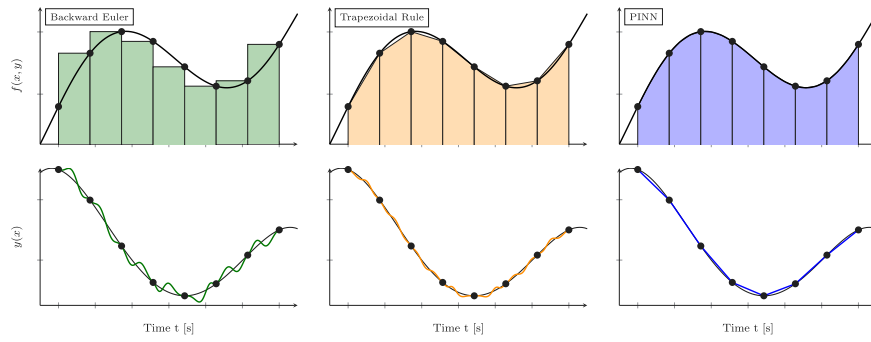 Backward Euler
Trapezoidal Rule
PINN
f(x, y)
y(x)
Time t [s]
Time t [s]
Time t [s]